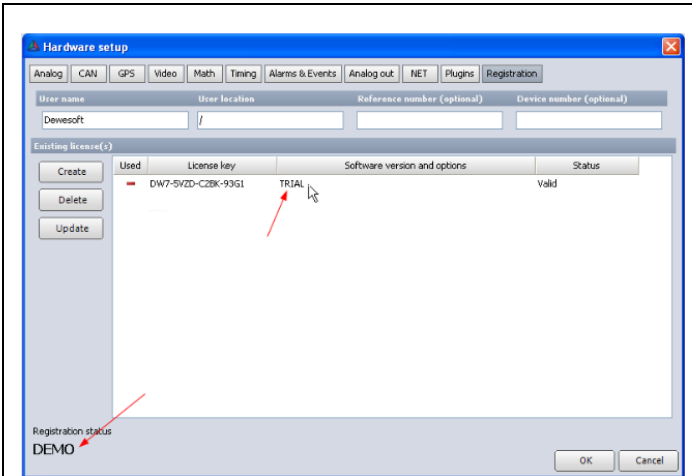 Hardware setup
Analog CAN GPS Video Math Timing Alarms & Events Analog out NET Plugins Registration
User name User location Reference number (optional) Device number (optional)
Dewesoft /
Existing license(s)
Create Used License key Software version and options Status
DW7-5VZD-C2BK-93G1 TRIAL Valid
Delete
Update
Registration status
DEMO
OK Cancel